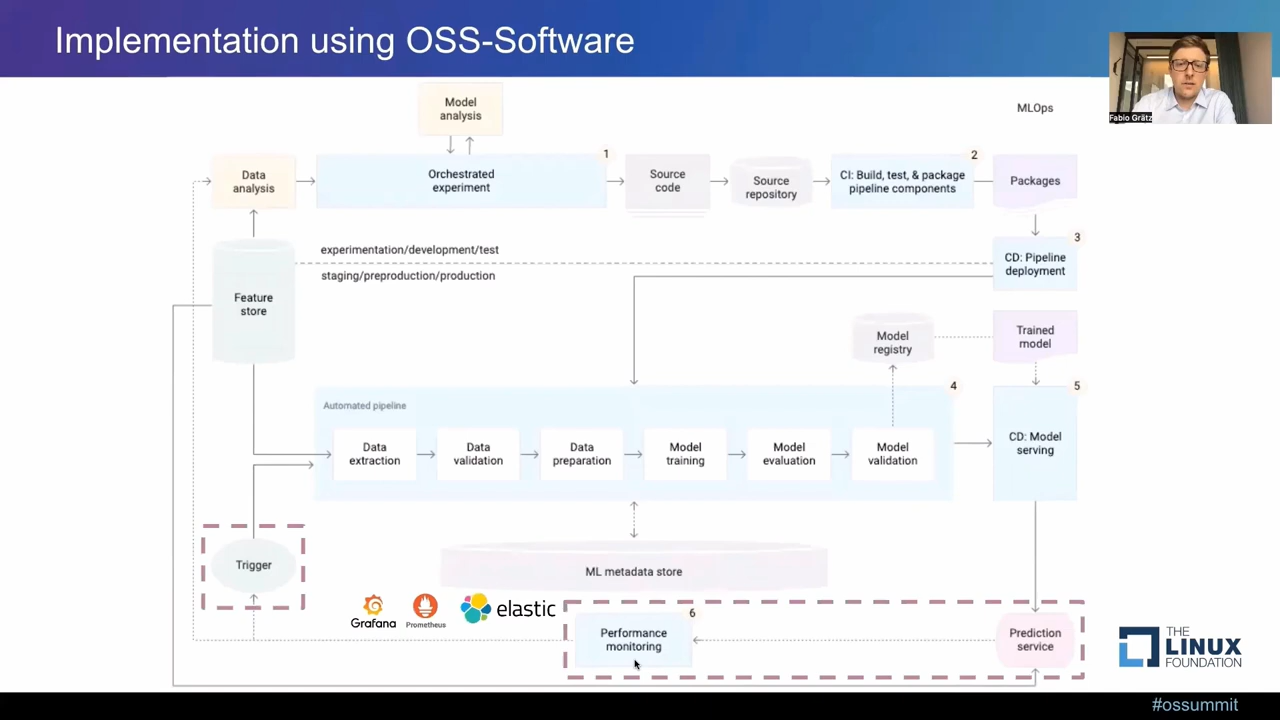 Implementation using OSS-Software
Fabio Grätz
MLOps
Model
analysis
Data
analysis
1
Orchestrated
experiment
Source
code
Source
repository
2
CI: Build, test, & package
pipeline components
Packages
experimentation/development/test
staging/preproduction/production
3
CD: Pipeline
deployment
Feature
store
Model
registry
Trained
model
4
5
Automated pipeline
Data
extraction
Data
validation
Data
preparation
Model
training
Model
evaluation
Model
validation
CD: Model
serving
Trigger
ML metadata store
Grafana
Prometheus
elastic
6
Performance
monitoring
Prediction
service
THE
LINUX
FOUNDATION
#ossummit